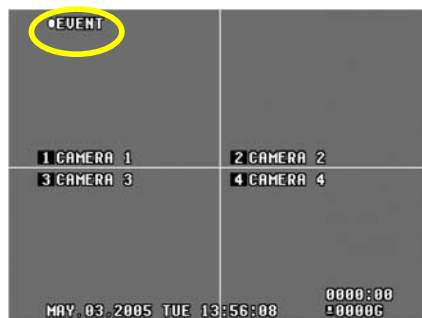 ●EVENT
1 CAMERA 1
2 CAMERA 2
3 CAMERA 3
4 CAMERA 4
0000:00
MAY.03.2005 TUE 13:56:08
0000G